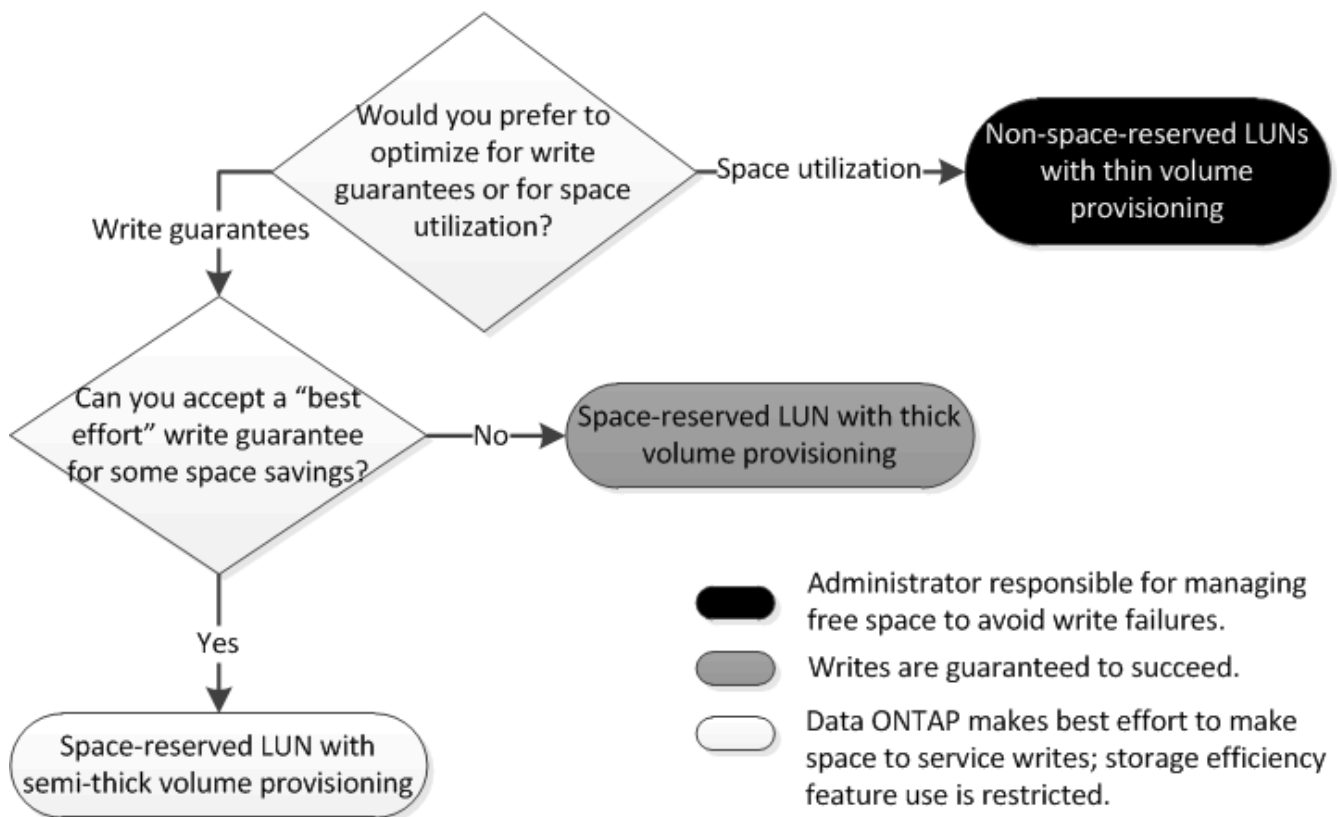 Would you prefer to
optimize for write
guarantees or for space
utilization?
Space utilization
Non-space-reserved LUNs
with thin volume
provisioning
Write guarantees
Can you accept a “best
effort” write guarantee
for some space savings?
No
Space-reserved LUN with thick
volume provisioning
Yes
Space-reserved LUN with
semi-thick volume provisioning
Administrator responsible for managing
free space to avoid write failures.
Writes are guaranteed to succeed.
Data ONTAP makes best effort to make
space to service writes; storage efficiency
feature use is restricted.